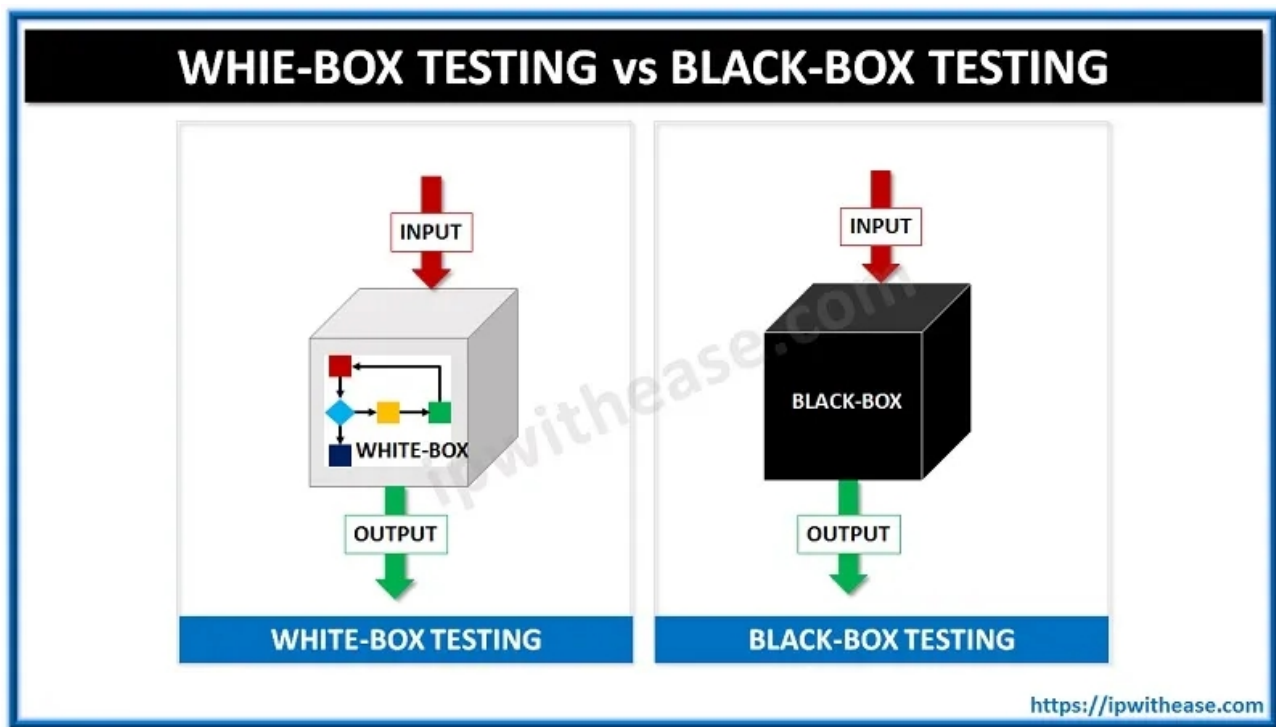 WHIE-BOX TESTING vs BLACK-BOX TESTING
INPUT
WHITE-BOX
OUTPUT
WHITE-BOX TESTING
INPUT
BLACK-BOX
OUTPUT
BLACK-BOX TESTING
ipwithease.com
https://ipwithease.com